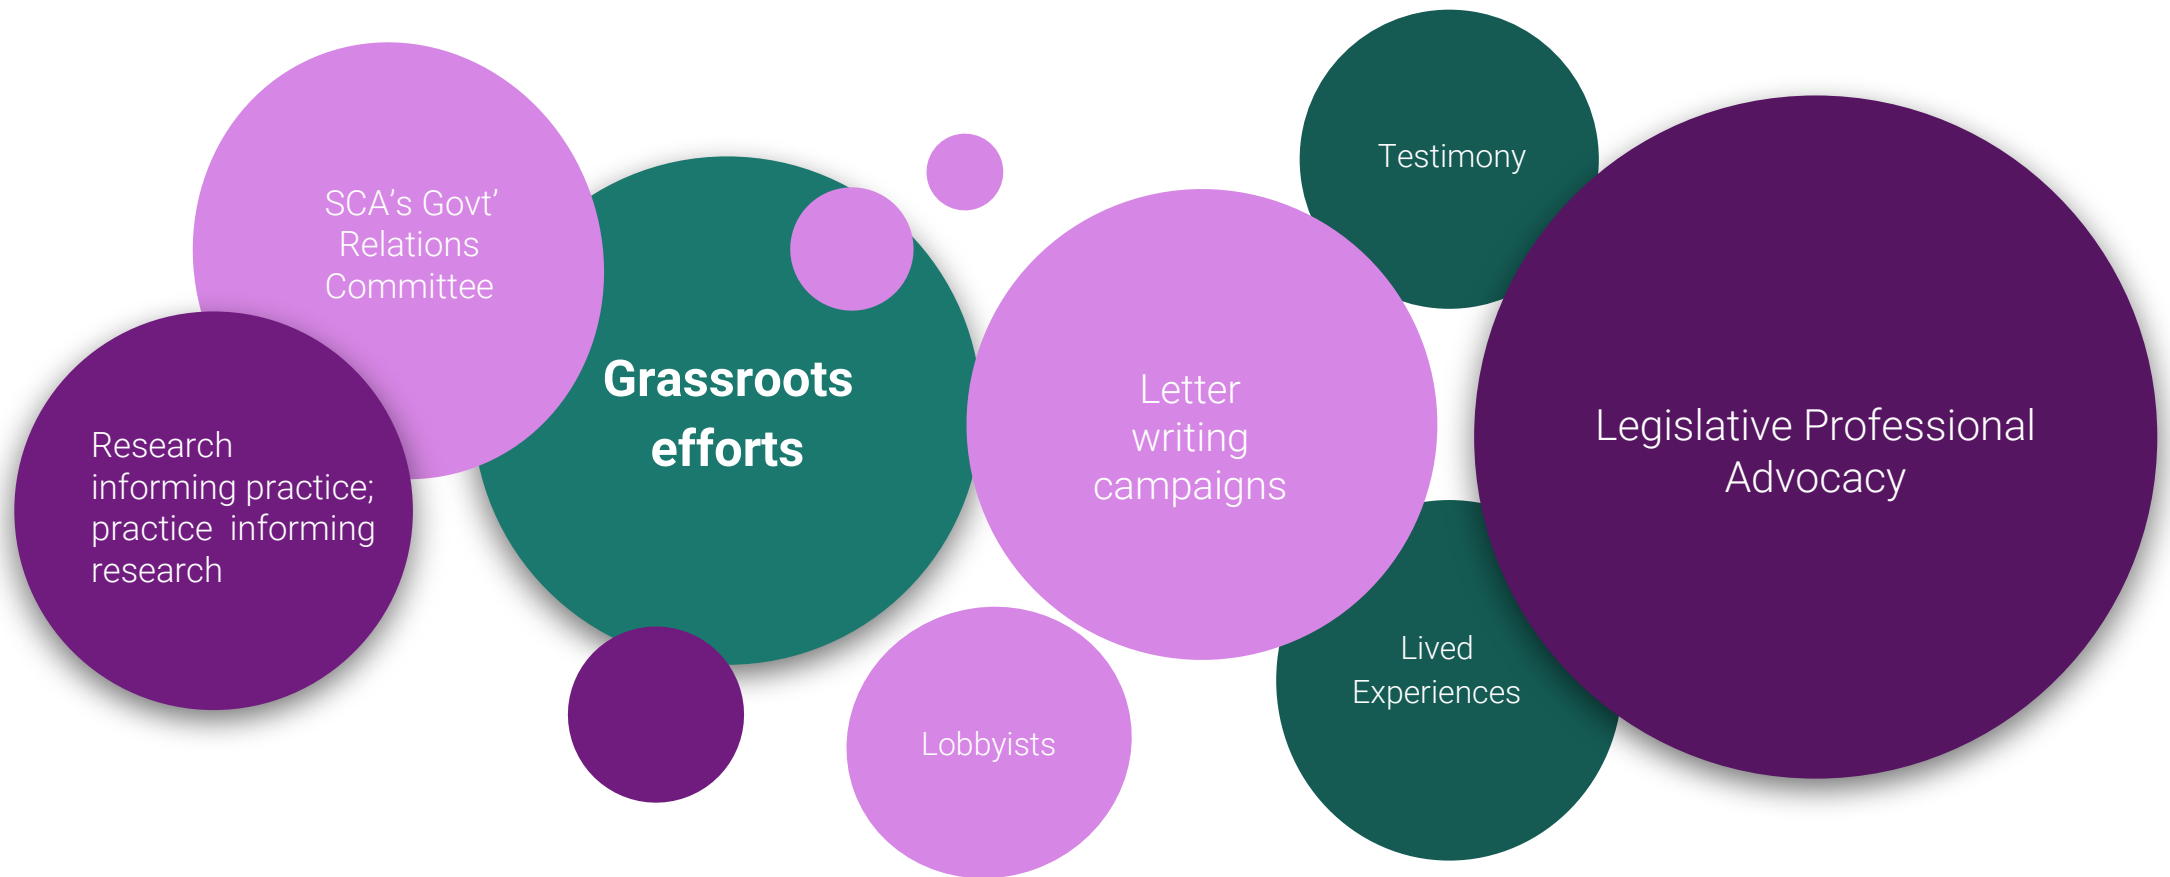 SCA’s Govt’
Relations
Committee
Research
informing practice;
practice informing
research
Grassroots
efforts
Letter
writing
campaigns
Lobbyists
Testimony
Lived
Experiences
Legislative Professional
Advocacy